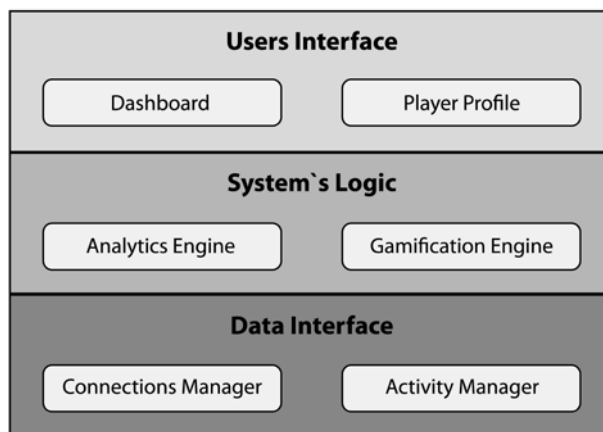 Users Interface
Dashboard
Player Profile
System`s Logic
Analytics Engine
Gamification Engine
Data Interface
Connections Manager
Activity Manager